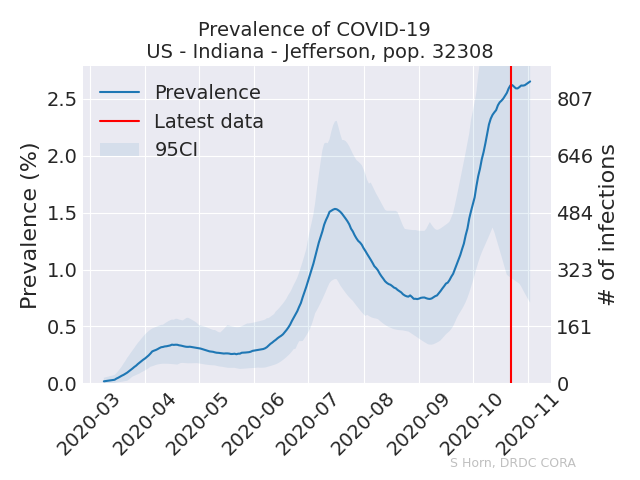 Prevalence of COVID-19
US - Indiana - Jefferson, pop. 32308
Prevalence
Latest data
95CI
Prevalence (%)
2.5
2.0
1.5
1.0
0.5
0.0
807
646
484
323
161
0
# of infections
2020-03
2020-04
2020-05
2020-06
2020-07
2020-08
2020-09
2020-10
2020-11
S Horn, DRDC CORA